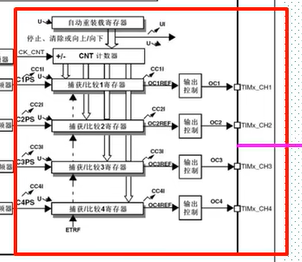 自动重装载寄存器
U
UI
停止、清除或向上/下
U
CK_CNT
+/-
CNT 计数器
CC1I
U
CC1I
C1PS
捕获/比较1寄存器
OC1REF
输出控制
OC1
TIMx_CH1
CC2I
U
CC2I
C2PS
捕获/比较2寄存器
OC2REF
输出控制
OC2
TIMx_CH2
CC3I
U
CC3I
C3PS
捕获/比较3寄存器
OC3REF
输出控制
OC3
TIMx_CH3
CC4I
U
CC4I
C4PS
捕获/比较4寄存器
OC4REF
输出控制
OC4
TIMx_CH4
ETRF